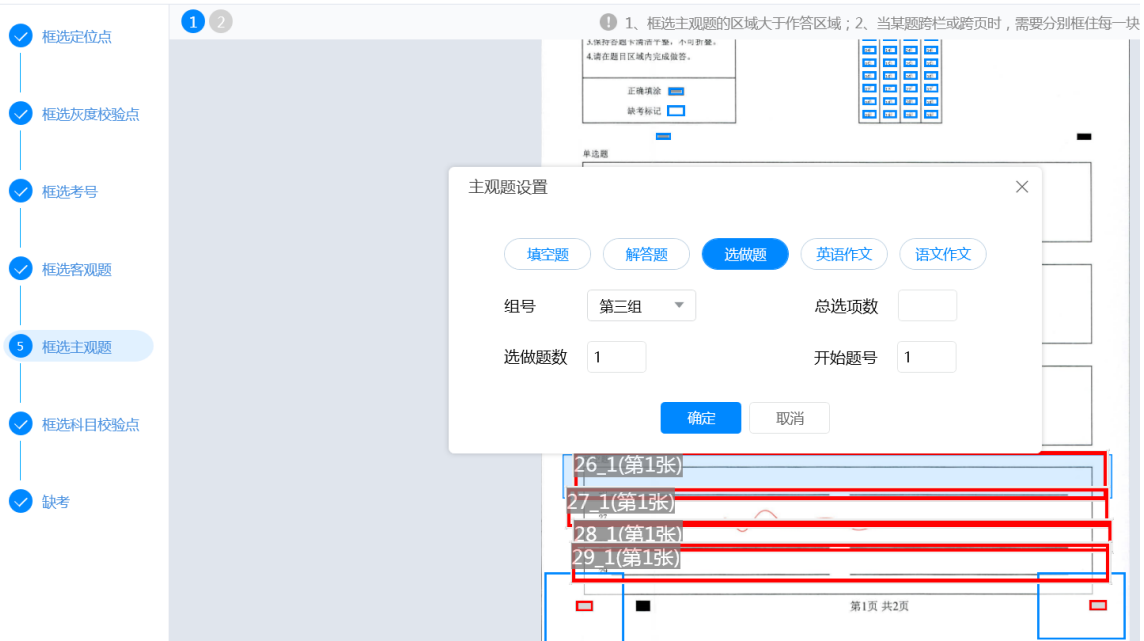 框选定位点
框选灰度校验点
框选考号
框选客观题
5 框选主观题
框选科目校验点
缺考
1 2
1、框选主观题的区域大于作答区域；2、当某题跨栏或跨页时，需要分别框住每一块
3.保持答题卡清洁平整，不可折叠。
4.请在题目区域内完成做答。
正确填涂
缺考标记
单选题
主观题设置
填空题 解答题 选做题 英语作文 语文作文
组号 第三组 总选项数
选做题数 1 开始题号 1
确定 取消
26_1(第1张)
27_1(第1张)
28_1(第1张)
29_1(第1张)
第1页 共2页